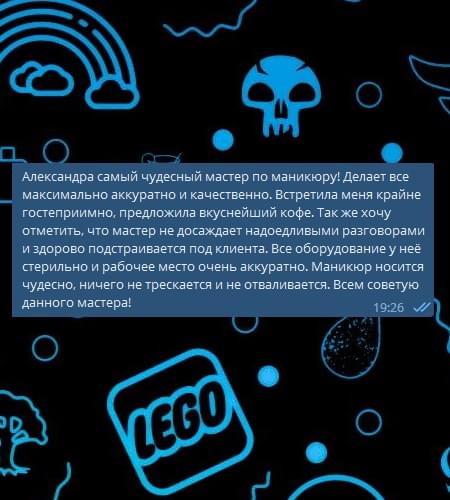 Александра самый чудесный мастер по маникюру! Делает все
максимально аккуратно и качественно. Встретила меня крайне
гостеприимно, предложила вкуснейший кофе. Так же хочу
отметить, что мастер не досаждает надоедливыми разговорами
и здорово подстраивается под клиента. Все оборудование у неё
стерильно и рабочее место очень аккуратно. Маникюр носится
чудесно, ничего не трескается и не отваливается. Всем советую
данного мастера!
19:26
LEGO